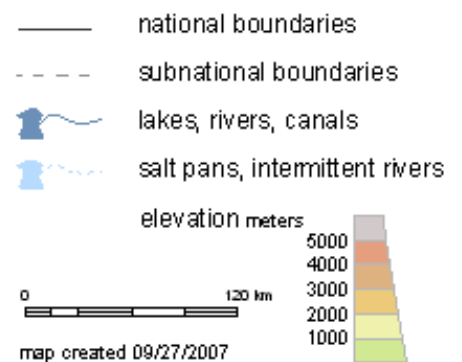 national boundaries
subnational boundaries
lakes, rivers, canals
salt pans, intermittent rivers
elevation meters
5000
4000
3000
2000
1000
0 120 km
map created 09/27/2007